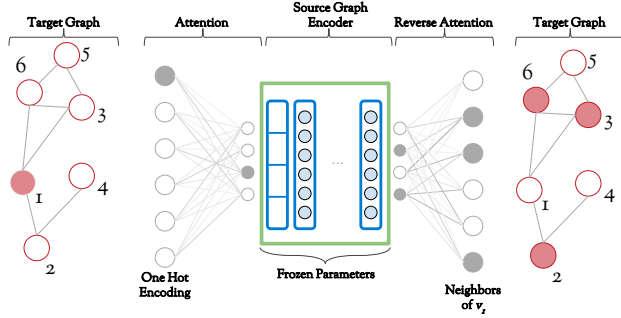 Source Graph
Target Graph Attention Encoder Reverse Attention Target Graph
5
6
3
1
4
2
...
5
6
3
1
4
2
One Hot
Encoding
Frozen Parameters
Neighbors
of v₁